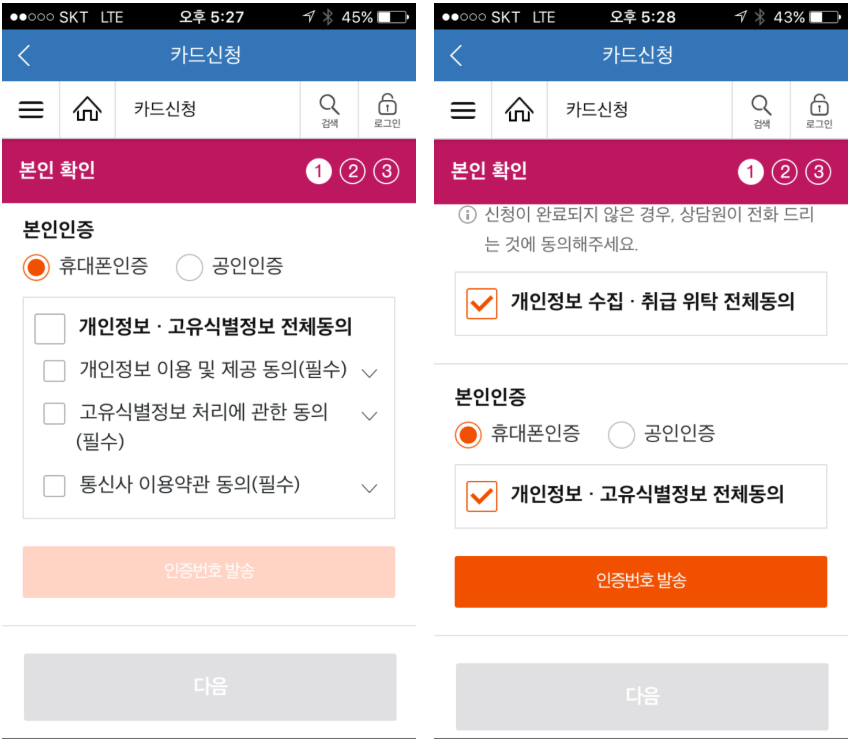 SKT LTE 오후 5:27 45%
카드신청
카드신청 검색 로그인
본인 확인 1 2 3
본인인증
휴대폰인증 공인인증
개인정보 · 고유식별정보 전체동의
개인정보 이용 및 제공 동의(필수)
고유식별정보 처리에 관한 동의
(필수)
통신사 이용약관 동의(필수)
인증번호 발송
다음
SKT LTE 오후 5:28 43%
카드신청
카드신청 검색 로그인
본인 확인 1 2 3
신청이 완료되지 않은 경우, 상담원이 전화 드리
는 것에 동의해주세요.
개인정보 수집 · 취급 위탁 전체동의
본인인증
휴대폰인증 공인인증
개인정보 · 고유식별정보 전체동의
인증번호 발송
다음